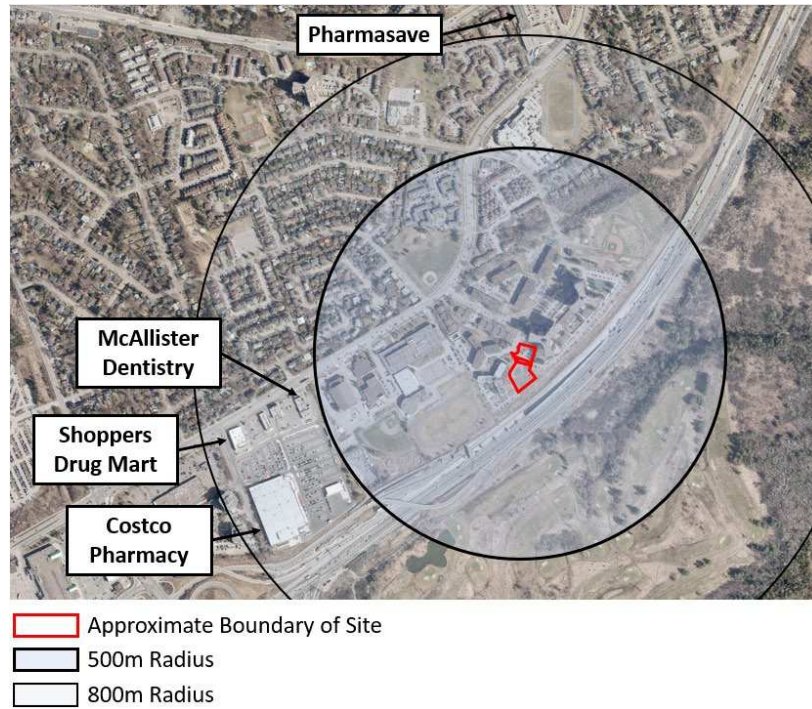 Pharmasave
McAllister
Dentistry
Shoppers
Drug Mart
Costco
Pharmacy
Approximate Boundary of Site
500m Radius
800m Radius